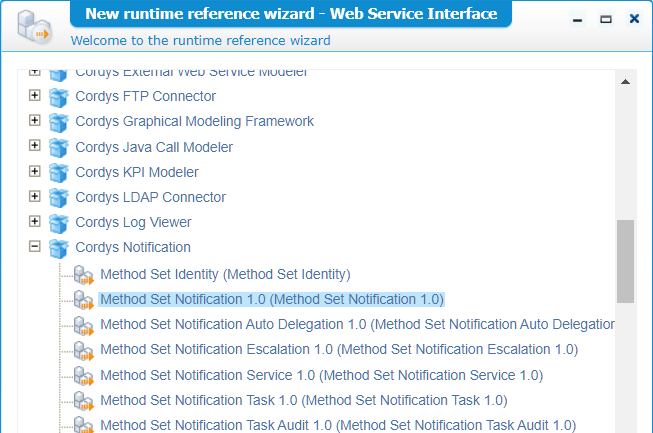 New runtime reference wizard - Web Service Interface
Welcome to the runtime reference wizard
Cordys External Web Service Modeler
Cordys FTP Connector
Cordys Graphical Modeling Framework
Cordys Java Call Modeler
Cordys KPI Modeler
Cordys LDAP Connector
Cordys Log Viewer
Cordys Notification
Method Set Identity (Method Set Identity)
Method Set Notification 1.0 (Method Set Notification 1.0)
Method Set Notification Auto Delegation 1.0 (Method Set Notification Auto Delegation
Method Set Notification Escalation 1.0 (Method Set Notification Escalation 1.0)
Method Set Notification Service 1.0 (Method Set Notification Service 1.0)
Method Set Notification Task 1.0 (Method Set Notification Task 1.0)
Method Set Notification Task Audit 1.0 (Method Set Notification Task Audit 1.0)